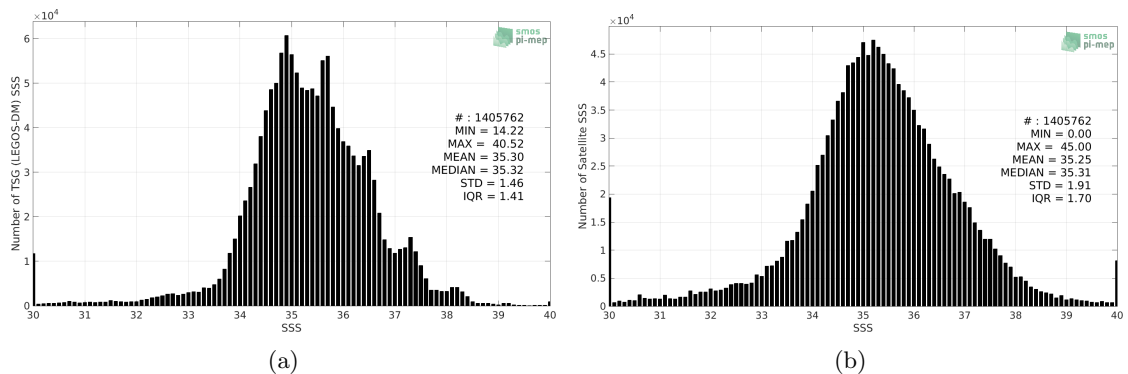 ×10⁴
smos
pi-mep
6
5
4
3
2
1
0
Number of TSG (LEGOS-DM) SSS
# : 1405762
MIN = 14.22
MAX = 40.52
MEAN = 35.30
MEDIAN = 35.32
STD = 1.46
IQR = 1.41
30 31 32 33 34 35 36 37 38 39 40
SSS
(a)
×10⁴
smos
pi-mep
4.5
4
3.5
3
2.5
2
1.5
1
0.5
0
Number of Satellite SSS
# : 1405762
MIN = 0.00
MAX = 45.00
MEAN = 35.25
MEDIAN = 35.31
STD = 1.91
IQR = 1.70
30 31 32 33 34 35 36 37 38 39 40
SSS
(b)